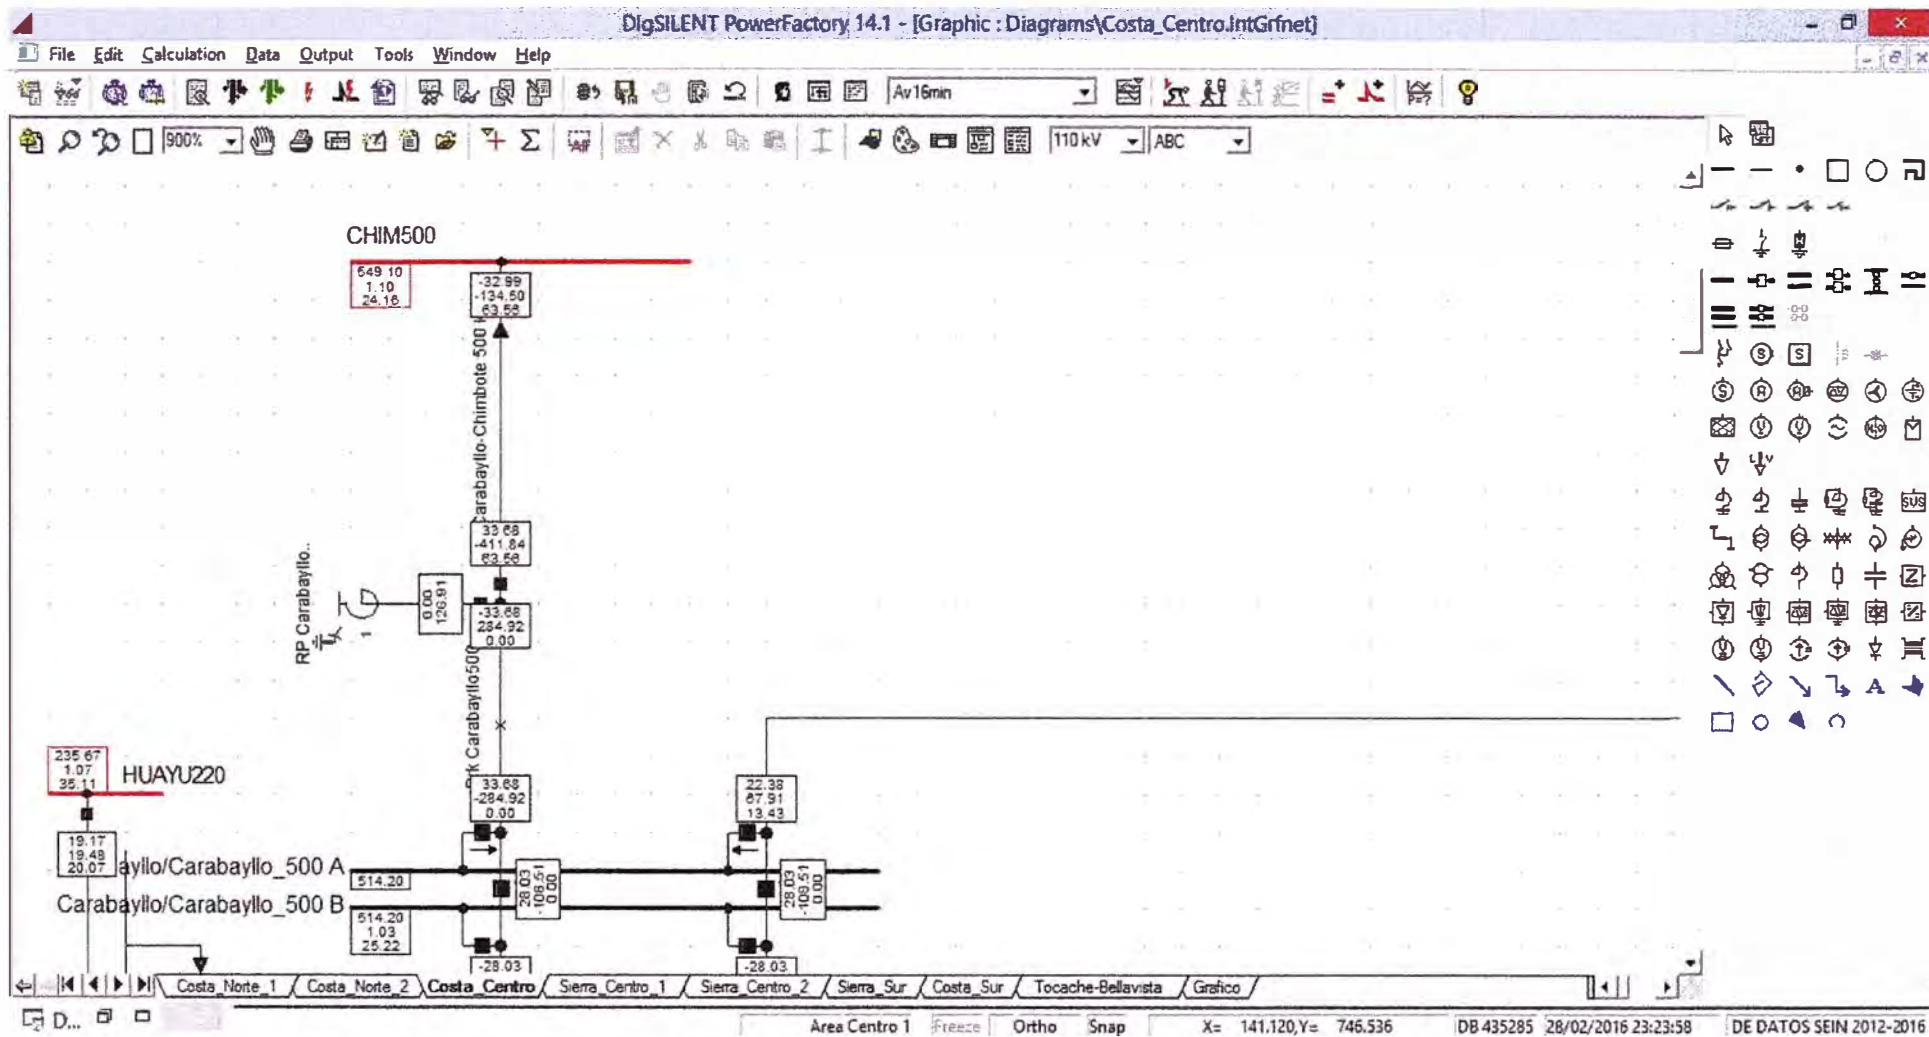 DIgSILENT PowerFactory 14.1 - [Graphic : Diagrams\Costa_Centro.IntGrfnet]
File Edit Calculation Data Output Tools Window Help
Av16min
900%
110 kV
ABC
CHIM500
549.10
1.10
24.16
-32.99
-134.50
63.56
Carabayllo-Chimbote 500
33.68
-411.84
63.56
RP Carabayllo..
1
0.00
126.91
-33.68
284.92
0.00
Carabayllo500
235.67
1.07
35.11
HUAYU220
33.68
-284.92
0.00
22.38
67.91
13.43
19.17
19.48
20.07
ayllo/Carabayllo_500 A
514.20
28.03
-108.51
0.00
28.03
-108.51
0.00
Carabayllo/Carabayllo_500 B
514.20
1.03
25.22
-28.03
-28.03
Costa_Norte_1 Costa_Norte_2 Costa_Centro Sierra_Centro_1 Sierra_Centro_2 Sierra_Sur Costa_Sur Tocache-Bellavista Grafico
D...
Area Centro 1 Freeze Ortho Snap X= 141.120,Y= 746.536 DB 435285 28/02/2016 23:23:58 DE DATOS SEIN 2012-2016